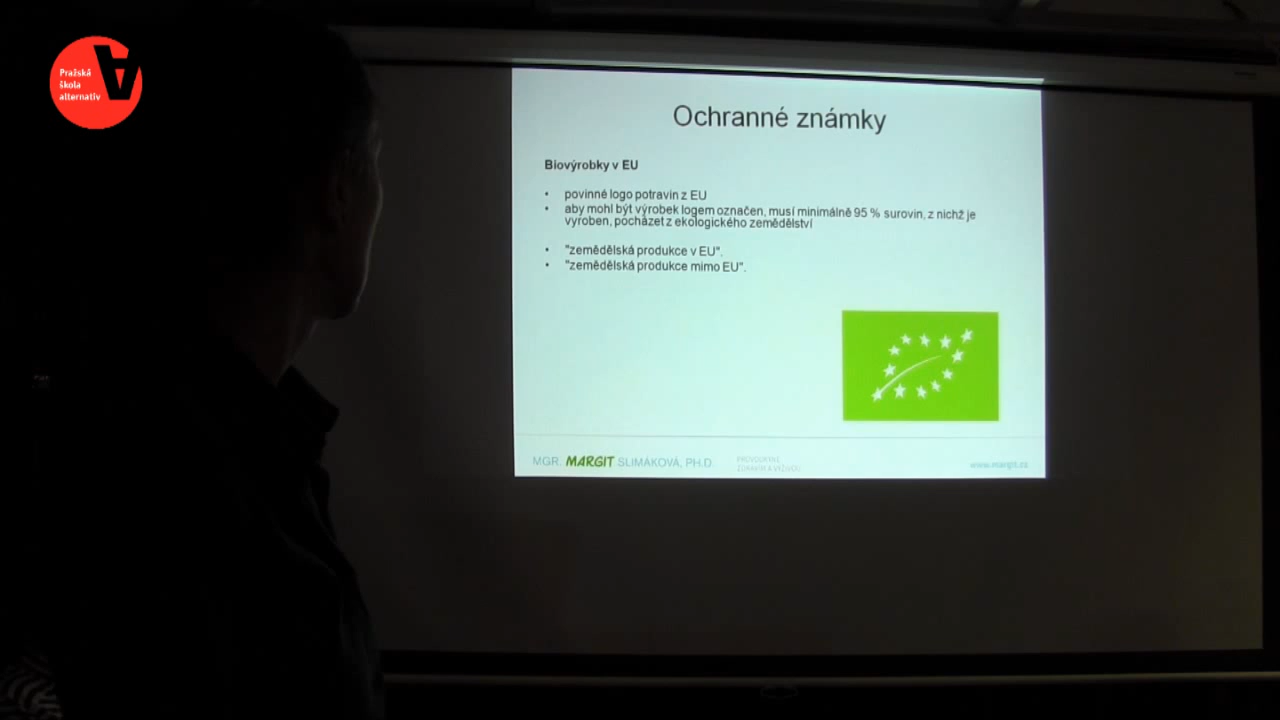 Pražská
škola
alternativ
Ochranné známky
Biovýrobky v EU
• povinné logo potravin z EU
• aby mohl být výrobek logem označen, musí minimálně 95 % surovin, z nichž je
vyroben, pocházet z ekologického zemědělství
• "zemědělská produkce v EU".
• "zemědělská produkce mimo EU".
MGR. MARGIT SLIMÁKOVÁ, PH.D
www.margit.cz